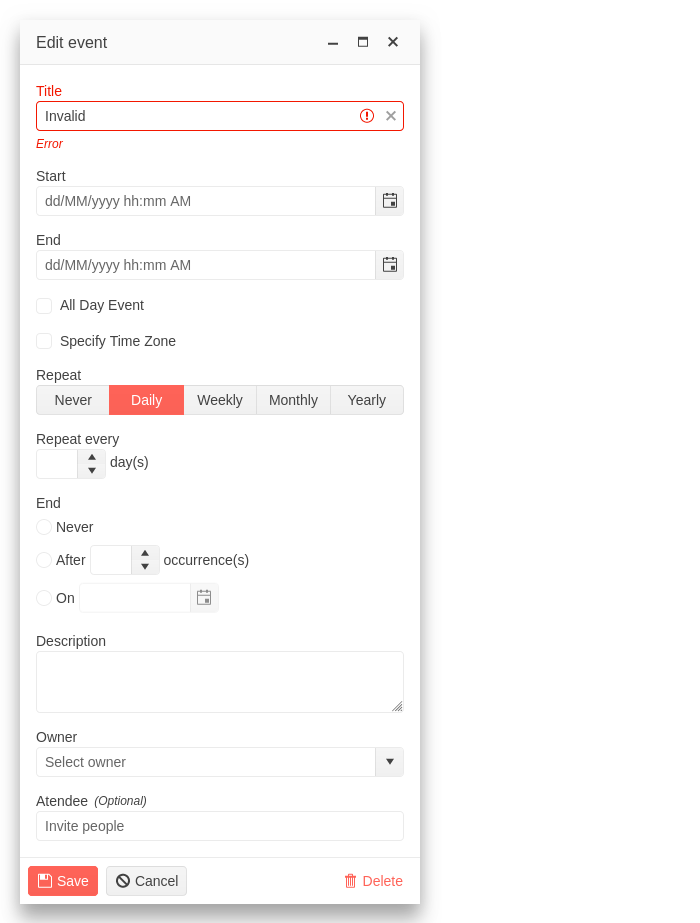 Edit event
Title
Invalid
Error
Start
dd/MM/yyyy hh:mm AM
End
dd/MM/yyyy hh:mm AM
All Day Event
Specify Time Zone
Repeat
Never Daily Weekly Monthly Yearly
Repeat every
day(s)
End
Never
After occurrence(s)
On
Description
Owner
Select owner
Atendee (Optional)
Invite people
Save Cancel Delete